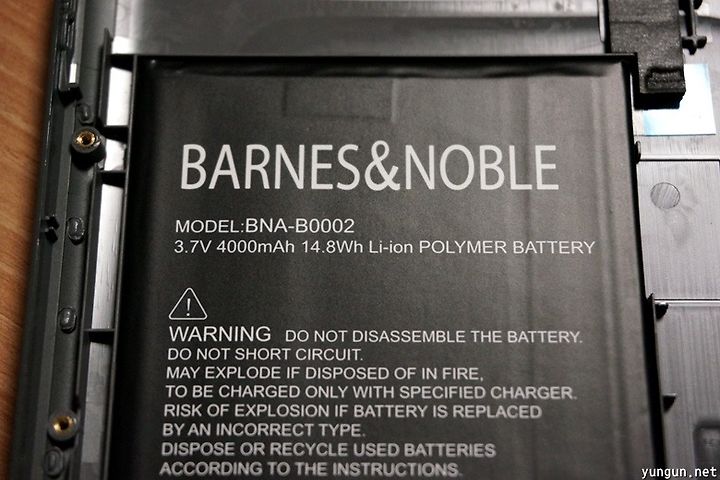 BARNES&NOBLE
MODEL:BNA-B0002
3.7V 4000mAh 14.8Wh Li-ion POLYMER BATTERY
WARNING DO NOT DISASSEMBLE THE BATTERY.
DO NOT SHORT CIRCUIT.
MAY EXPLODE IF DISPOSED OF IN FIRE,
TO BE CHARGED ONLY WITH SPECIFIED CHARGER.
RISK OF EXPLOSION IF BATTERY IS REPLACED
BY AN INCORRECT TYPE.
DISPOSE OR RECYCLE USED BATTERIES
ACCORDING TO THE INSTRUCTIONS.
yungun.net